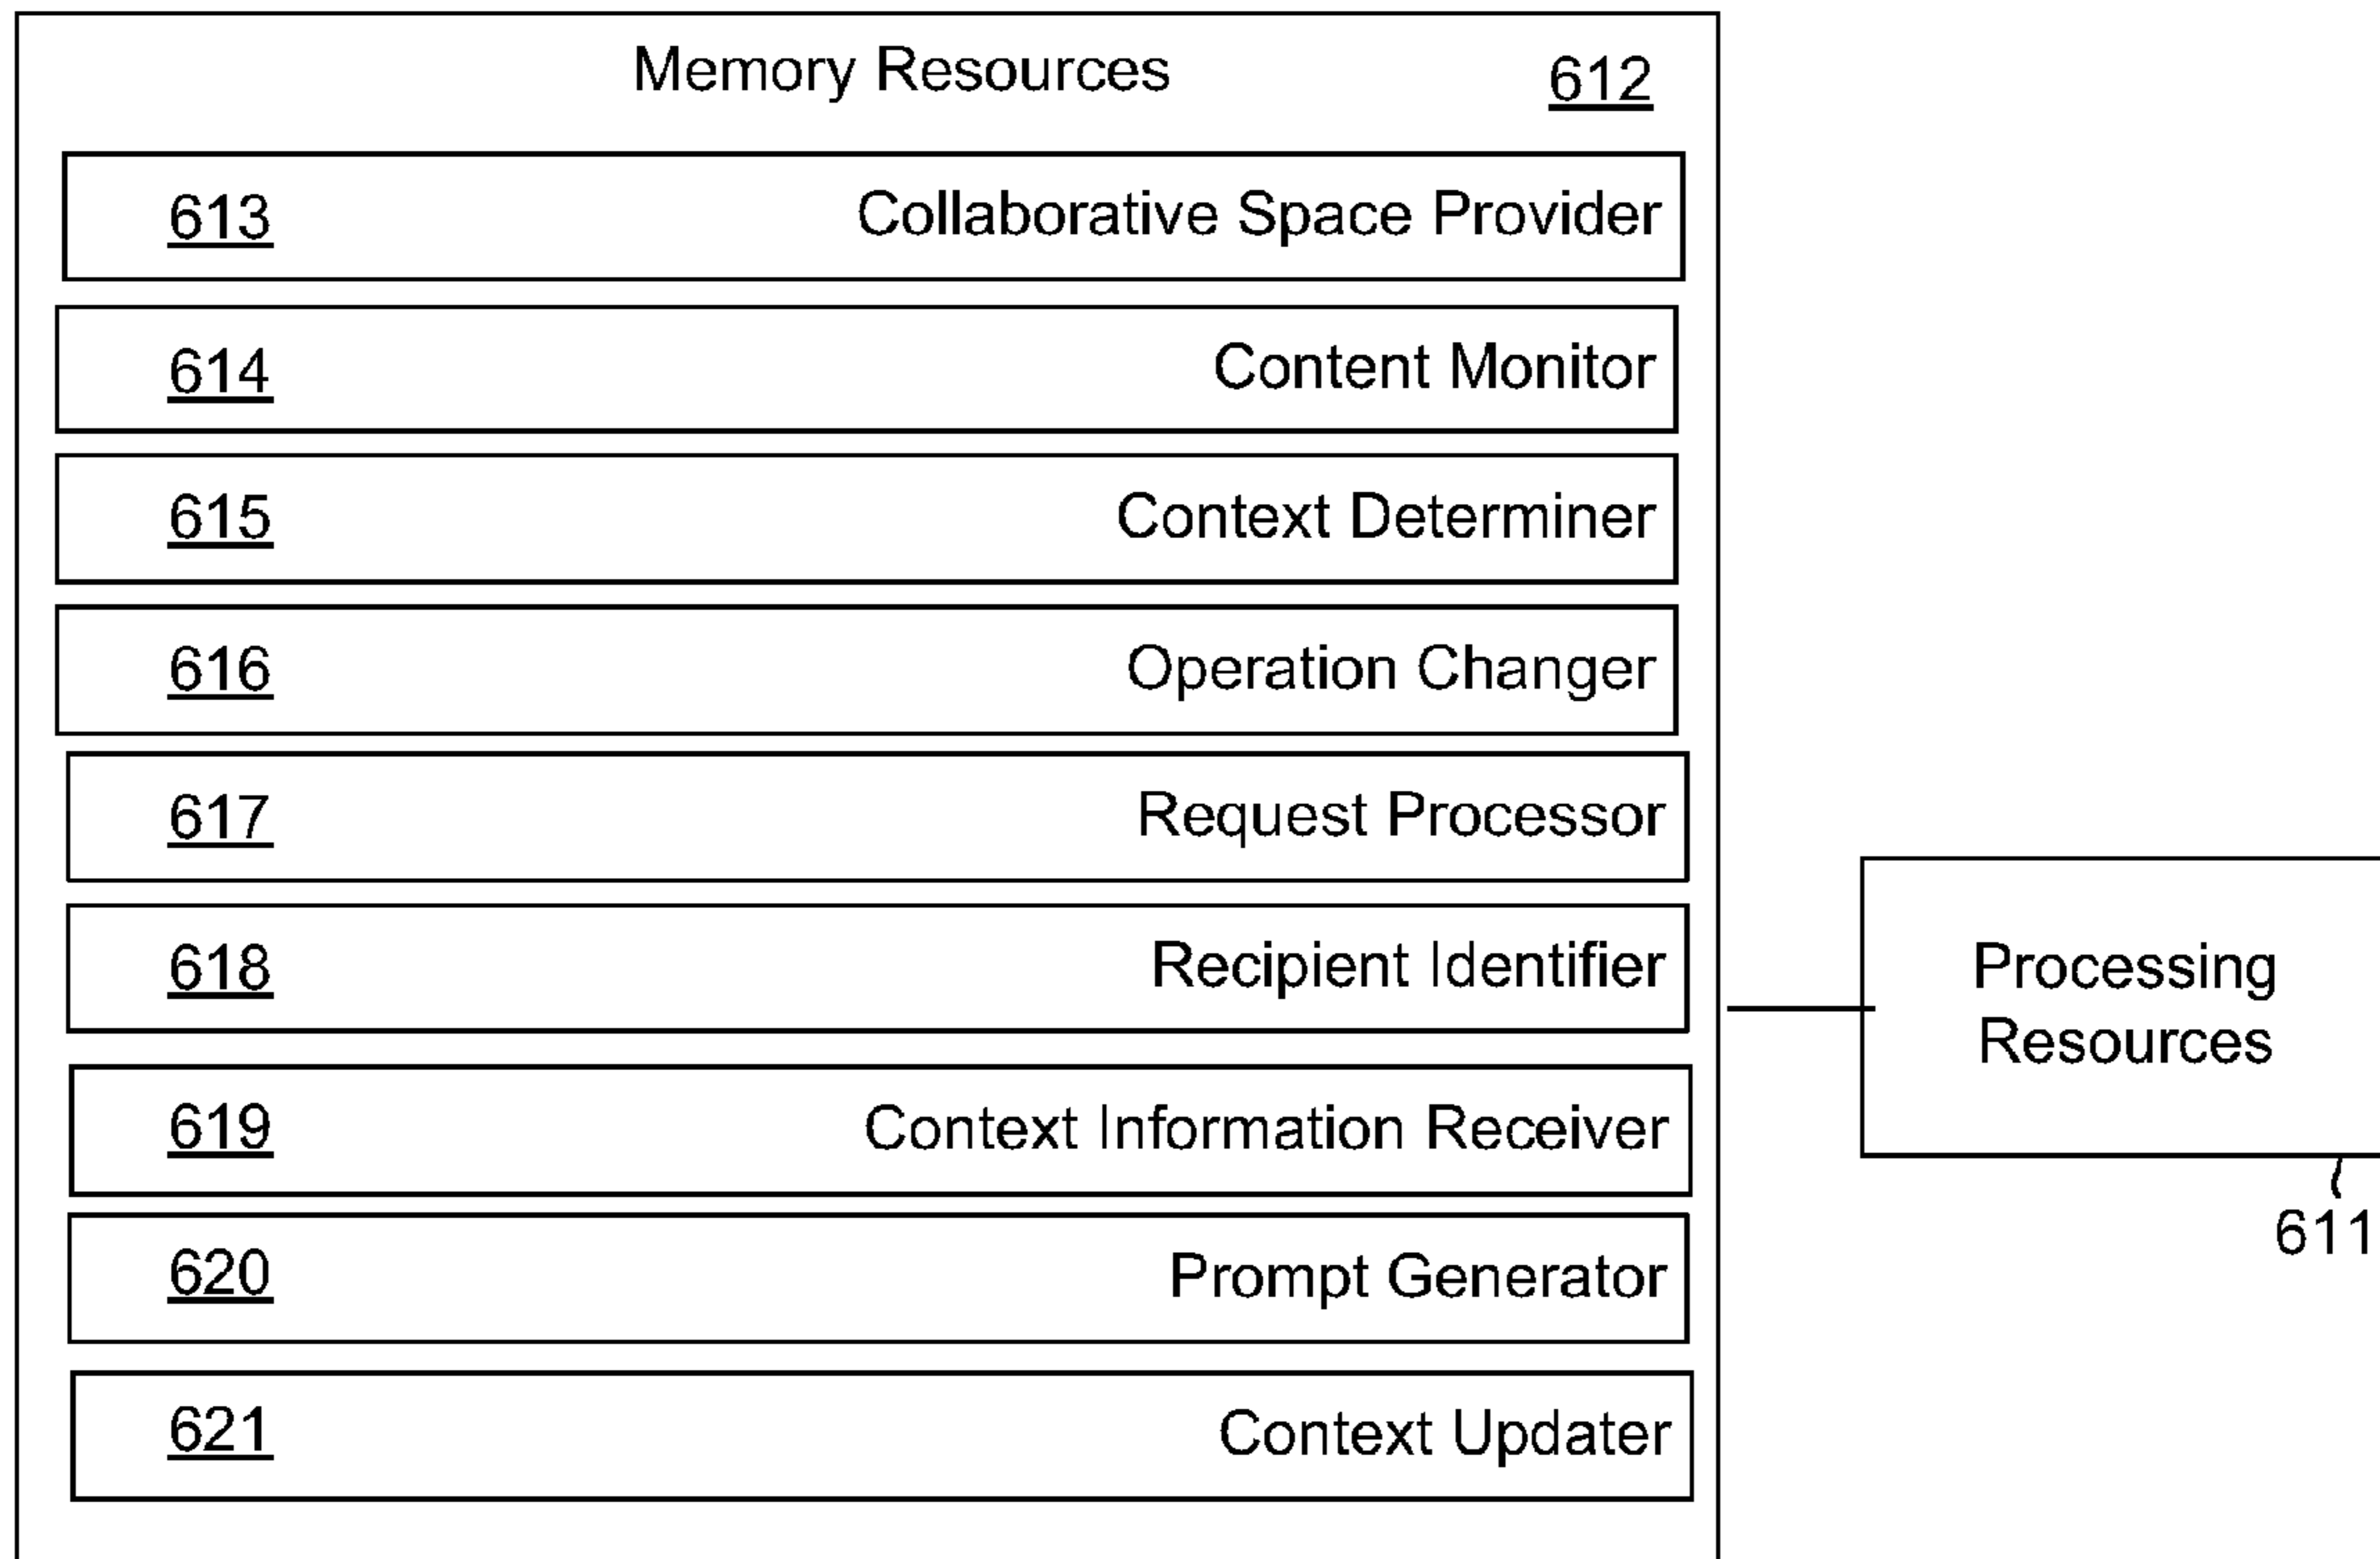 Memory Resources 612
613 Collaborative Space Provider
614 Content Monitor
615 Context Determiner
616 Operation Changer
617 Request Processor
618 Recipient Identifier
619 Context Information Receiver
620 Prompt Generator
621 Context Updater
Processing
Resources
611